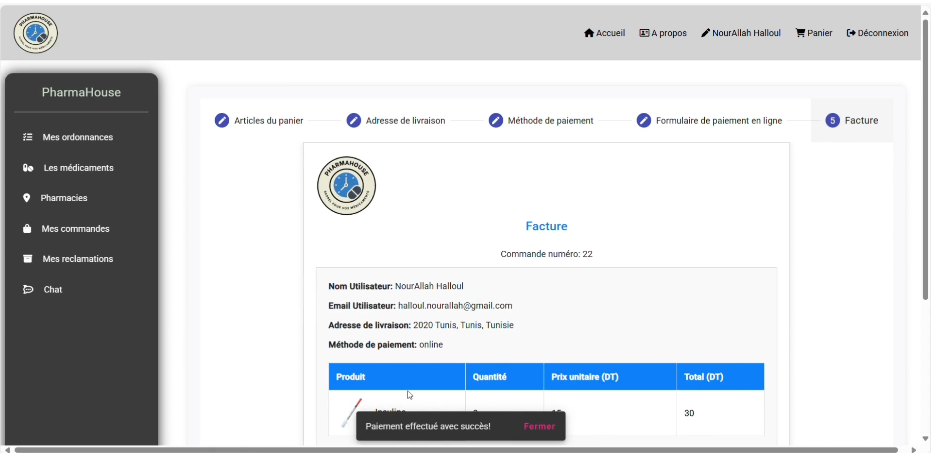 PHARMAHOUSE
Accueil A propos NourAllah Halloul Panier Déconnexion
PharmaHouse
Mes ordonnances
Les médicaments
Pharmacies
Mes commandes
Mes reclamations
Chat
Articles du panier Adresse de livraison Méthode de paiement Formulaire de paiement en ligne 5 Facture
PHARMAHOUSE
Facture
Commande numéro: 22
Nom Utilisateur: NourAllah Halloul
Email Utilisateur: halloul.nourallah@gmail.com
Adresse de livraison: 2020 Tunis, Tunis, Tunisie
Méthode de paiement: online
Produit Quantité Prix unitaire (DT) Total (DT)
30
Paiement effectué avec succès! Fermer